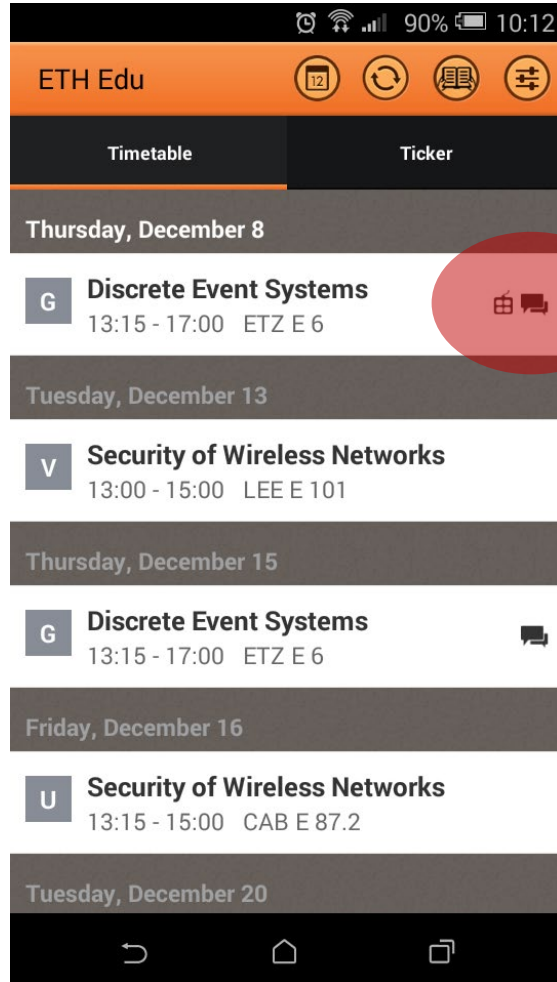 90% 10:12
ETH Edu
12
Timetable Ticker
Thursday, December 8
G Discrete Event Systems
13:15 - 17:00 ETZ E 6
Tuesday, December 13
V Security of Wireless Networks
13:00 - 15:00 LEE E 101
Thursday, December 15
G Discrete Event Systems
13:15 - 17:00 ETZ E 6
Friday, December 16
U Security of Wireless Networks
13:15 - 15:00 CAB E 87.2
Tuesday, December 20